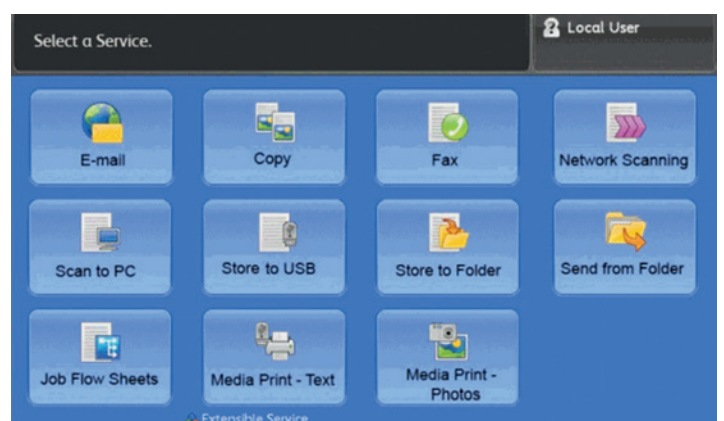 Select a Service.
Local User
E-mail
Copy
Fax
Network Scanning
Scan to PC
Store to USB
Store to Folder
Send from Folder
Job Flow Sheets
Media Print - Text
Media Print -
Photos
Extensible Service